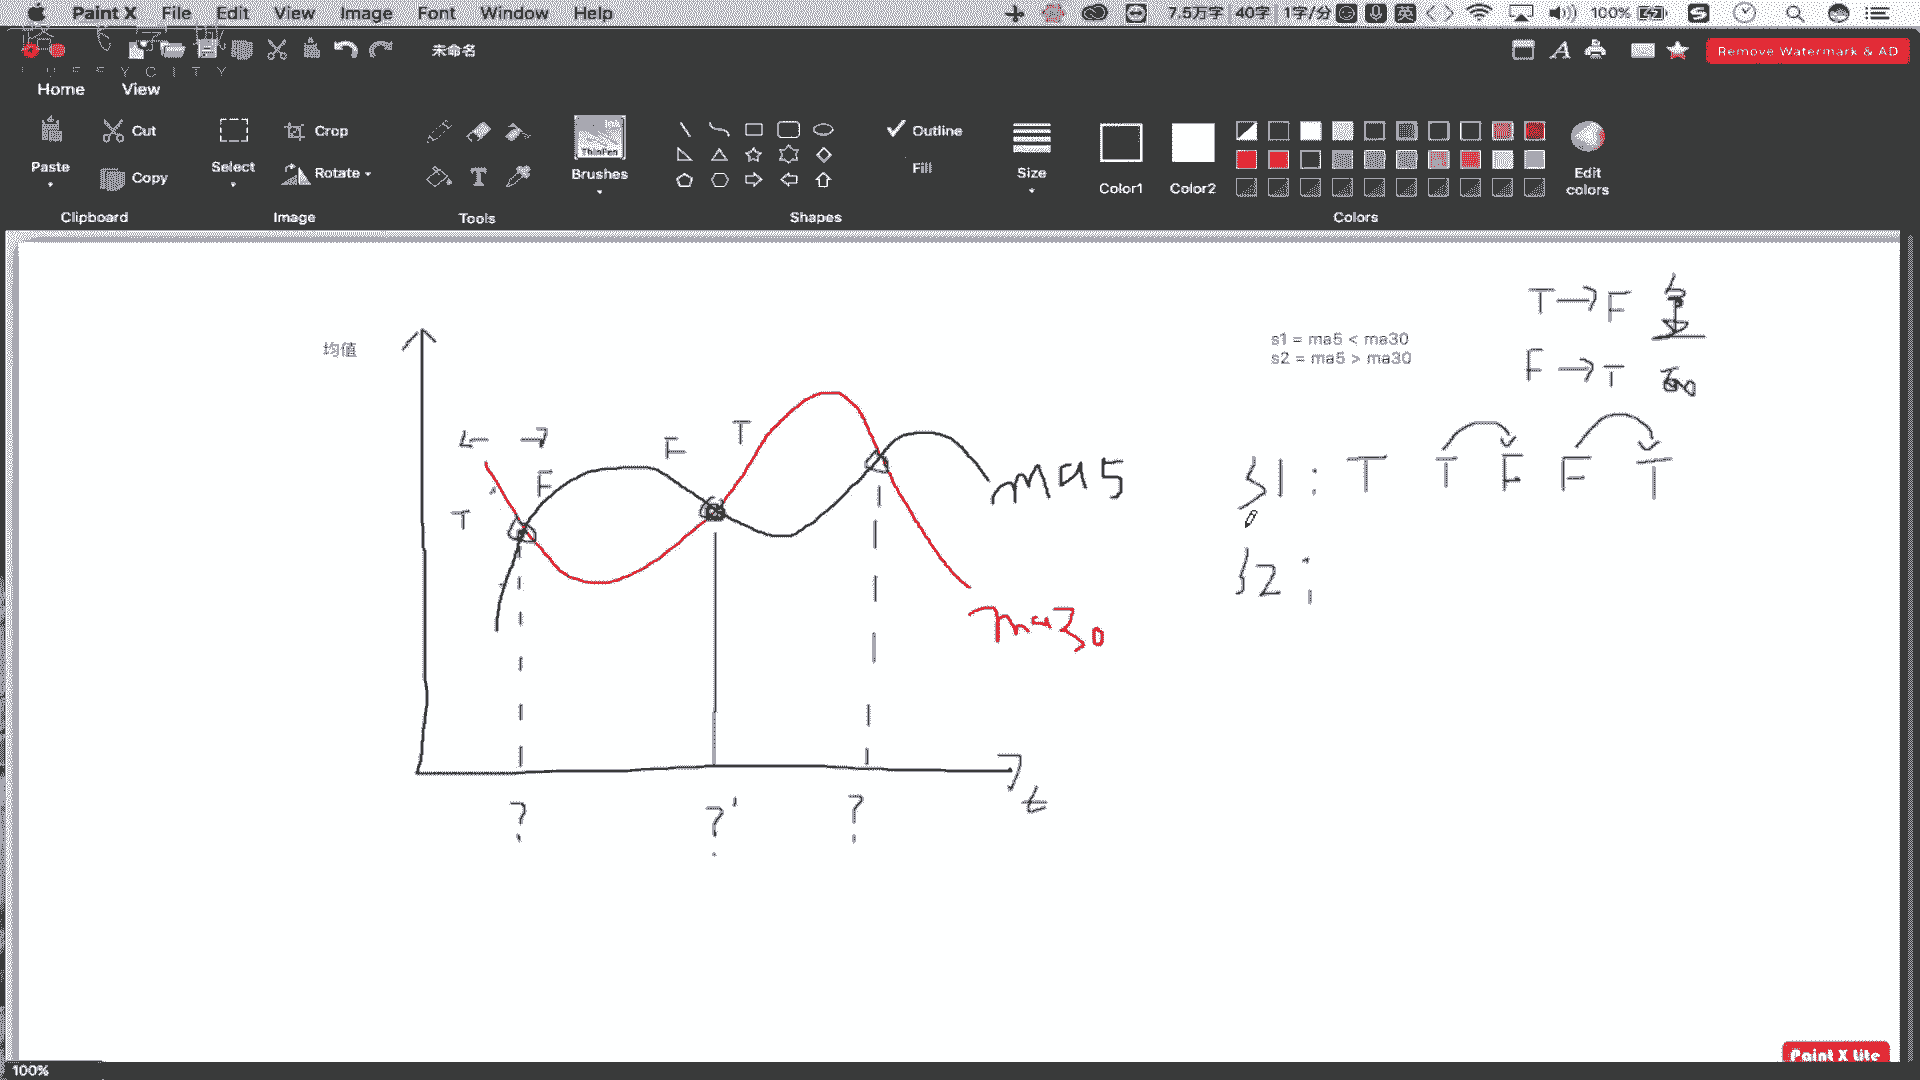 Paint X File Edit View Image Font Window Help 7.5万字 40字 1字/分 英 100%
未命名 Remove Watermark & AD
Home View
Paste Cut Copy Select Crop Rotate Brushes Outline Fill Size Color1 Color2 Edit colors
Clipboard Image Tools Shapes Colors
均值
s1 = ma5 < ma30
s2 = ma5 > ma30
T→F 金
F→T
T F F T
ma5
ma30
S1: T T F F T
S2:
? ? ?
t
Paint X Lite
100%